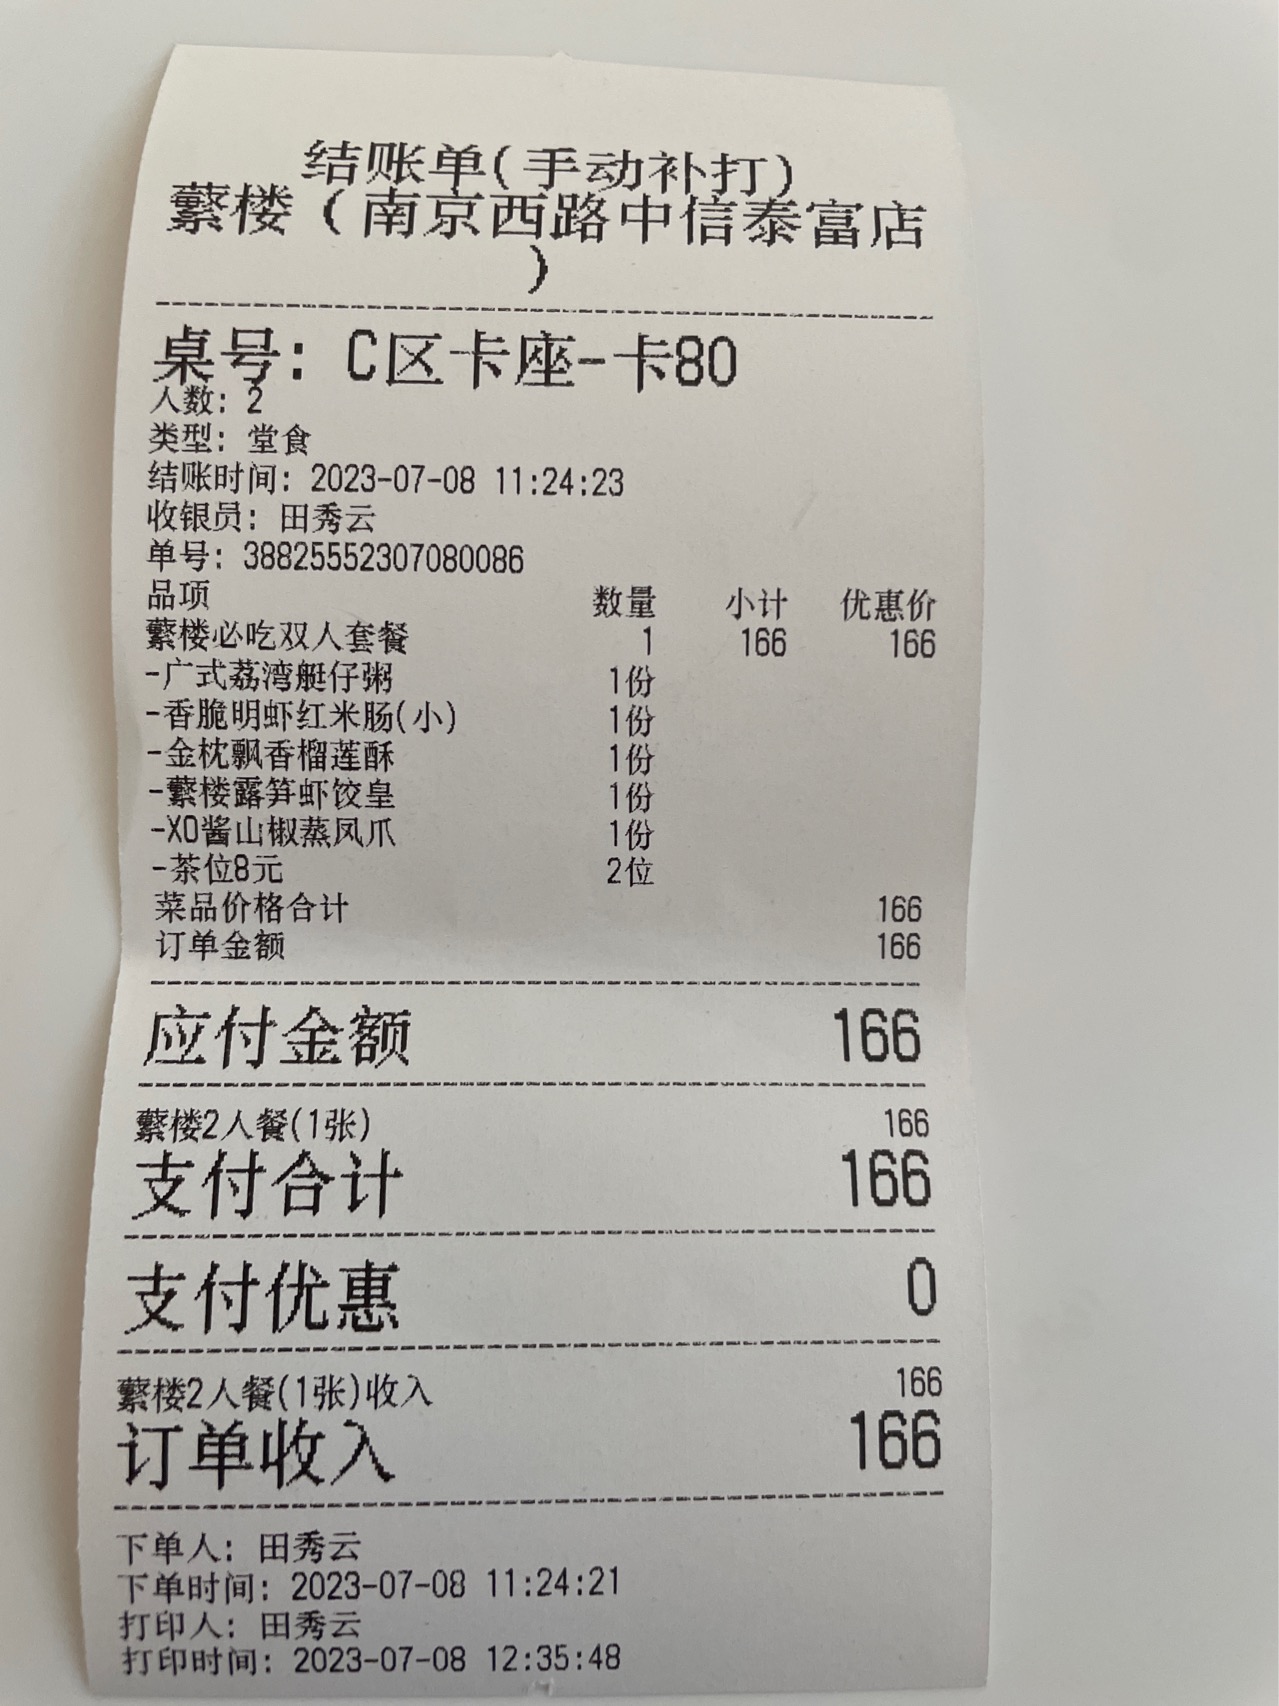 结账单(手动补打)
蘩楼（南京西路中信泰富店
）
桌号: C区卡座-卡80
人数: 2
类型: 堂食
结账时间: 2023-07-08 11:24:23
收银员: 田秀云
单号: 38825552307080086
品项 数量 小计 优惠价
蘩楼必吃双人套餐 1 166 166
-广式荔湾艇仔粥 1份
-香脆明虾红米肠(小) 1份
-金枕飘香榴莲酥 1份
-蘩楼露笋虾饺皇 1份
-XO酱山椒蒸凤爪 1份
-茶位8元 2位
菜品价格合计 166
订单金额 166
应付金额 166
蘩楼2人餐(1张) 166
支付合计 166
支付优惠 0
蘩楼2人餐(1张)收入 166
订单收入 166
下单人: 田秀云
下单时间: 2023-07-08 11:24:21
打印人: 田秀云
打印时间: 2023-07-08 12:35:48